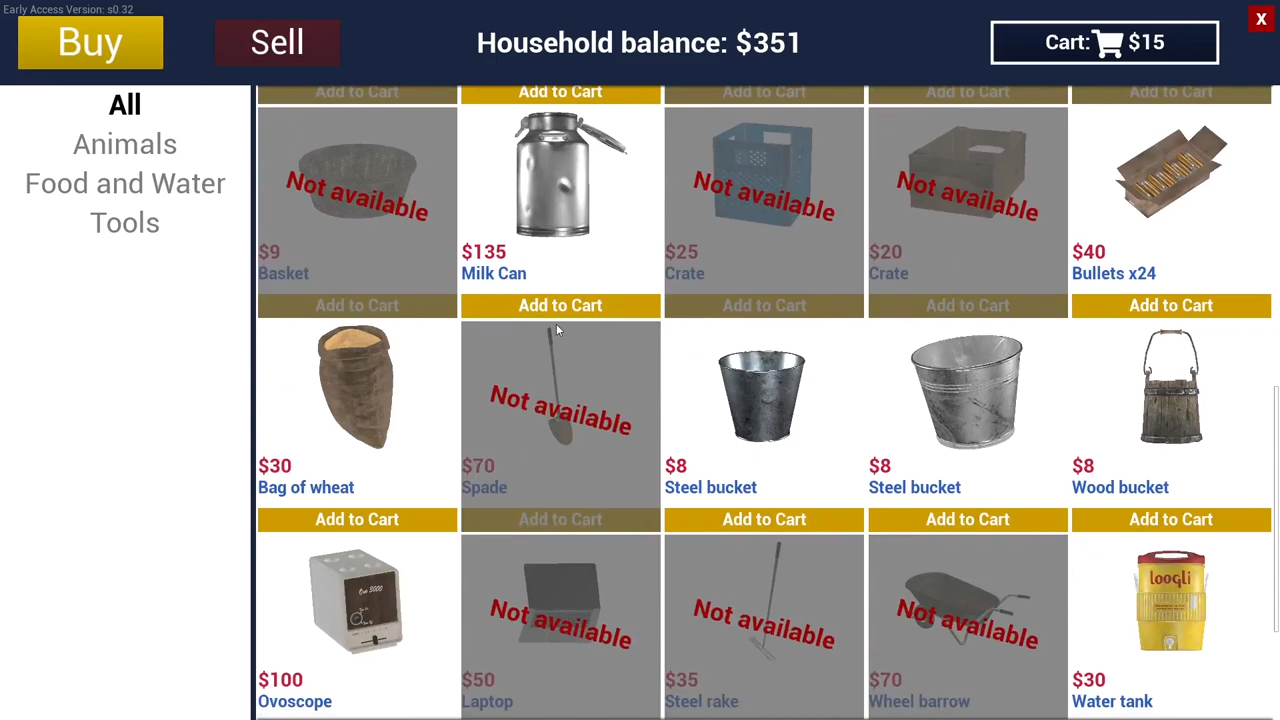 Early Access Version: s0.32
Buy
Sell
Household balance: $351
Cart: $15
X
All
Animals
Food and Water
Tools
Add to Cart
Add to Cart
Add to Cart
Add to Cart
Add to Cart
Not available
$9
Basket
Add to Cart
$135
Milk Can
Add to Cart
Not available
$25
Crate
Add to Cart
Not available
$20
Crate
Add to Cart
$40
Bullets x24
Add to Cart
$30
Bag of wheat
Add to Cart
Not available
$70
Spade
Add to Cart
$8
Steel bucket
Add to Cart
$8
Steel bucket
Add to Cart
$8
Wood bucket
Add to Cart
$100
Ovoscope
Not available
$50
Laptop
Not available
$35
Steel rake
Not available
$70
Wheel barrow
loogli
$30
Water tank